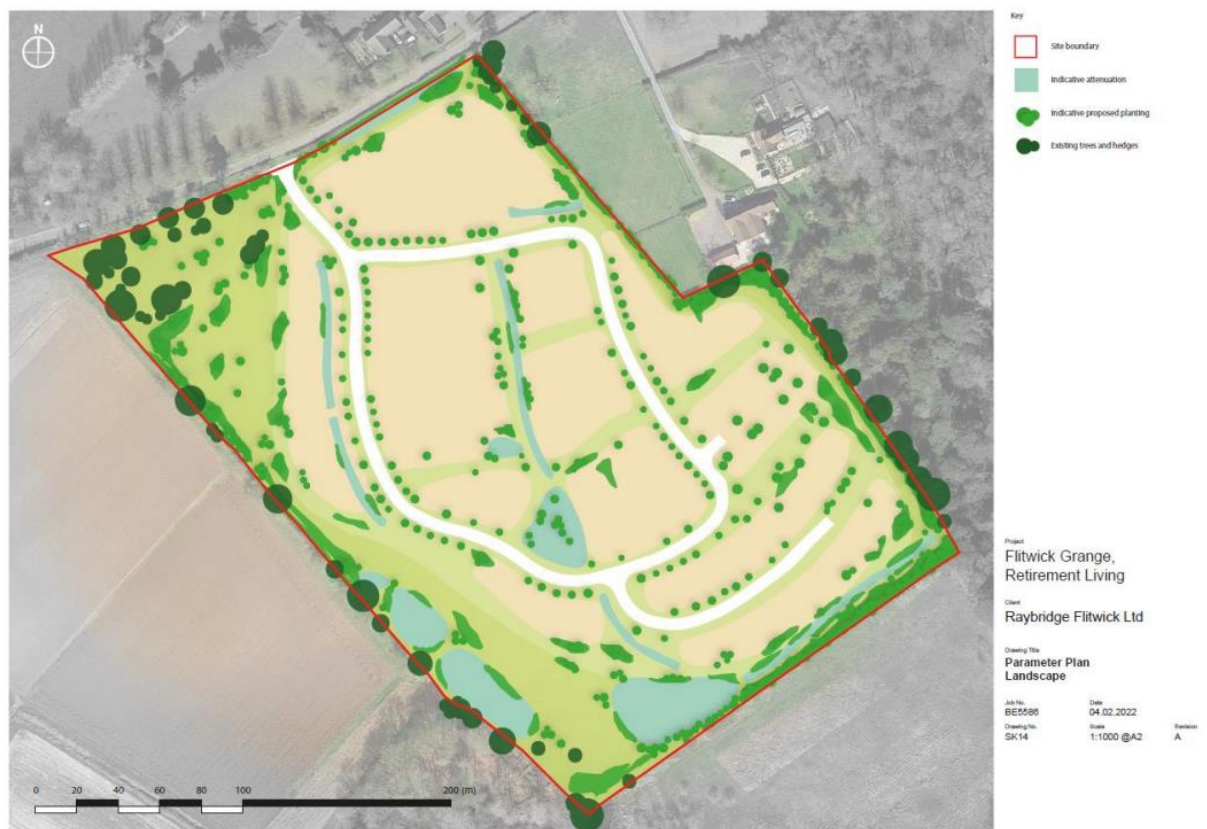 N
Key
Site boundary
Indicative attenuation
Indicative proposed planting
Existing trees and hedges
Project
Flitwick Grange,
Retirement Living
Client
Raybridge Flitwick Ltd
Drawing Title
Parameter Plan
Landscape
Job No. Date
BE5586 04.02.2022
Drawing No. Scale Revision
SK14 1:1000 @A2 A
0 20 40 60 80 100 200 (m)